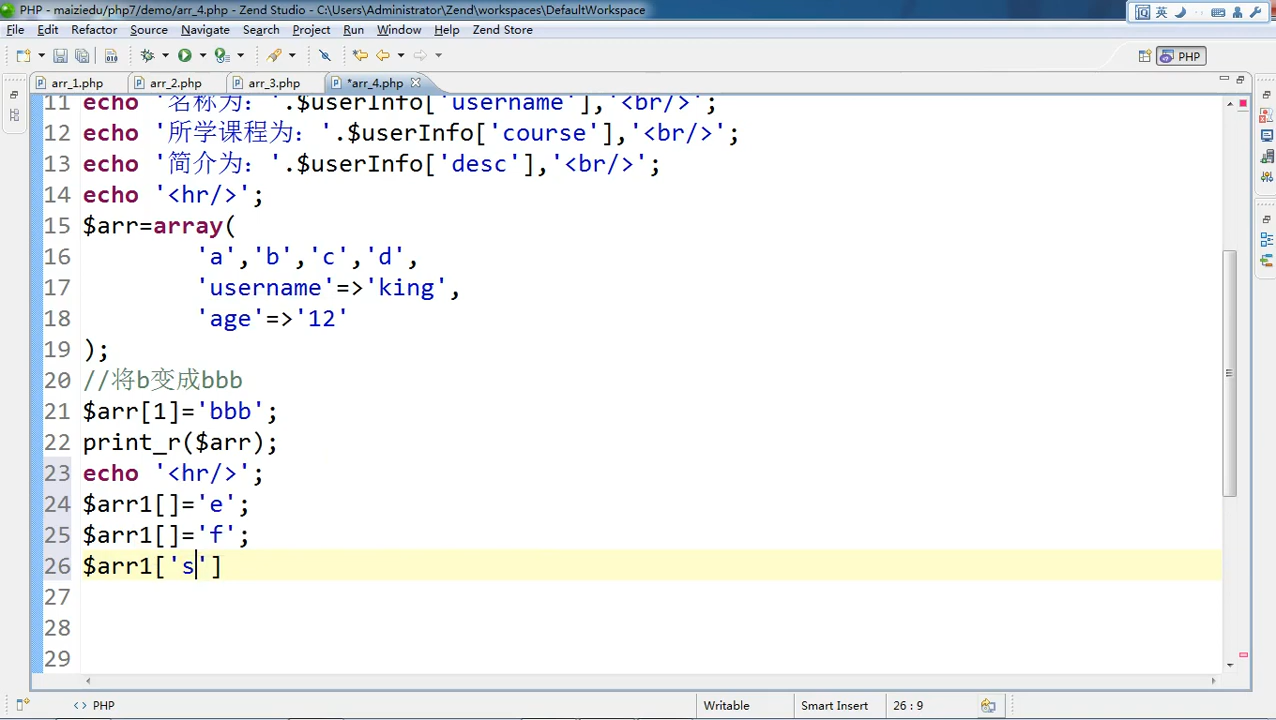 PHP - maiziedu/php7/demo/arr_4.php - Zend Studio - C:\Users\Administrator\Zend\workspaces\DefaultWorkspace
英
File Edit Refactor Source Navigate Search Project Run Window Help Zend Store
PHP
arr_1.php arr_2.php arr_3.php *arr_4.php
11 echo '名称为: '.$userInfo['username'],'<br/>';
12 echo '所学课程为: '.$userInfo['course'],'<br/>';
13 echo '简介为: '.$userInfo['desc'],'<br/>';
14 echo '<hr/>';
15 $arr=array(
16 'a','b','c','d',
17 'username'=>'king',
18 'age'=>'12'
19 );
20 //将b变成bbb
21 $arr[1]='bbb';
22 print_r($arr);
23 echo '<hr/>';
24 $arr1[]='e';
25 $arr1[]='f';
26 $arr1['s']
27
28
29
<> PHP Writable Smart Insert 26 : 9